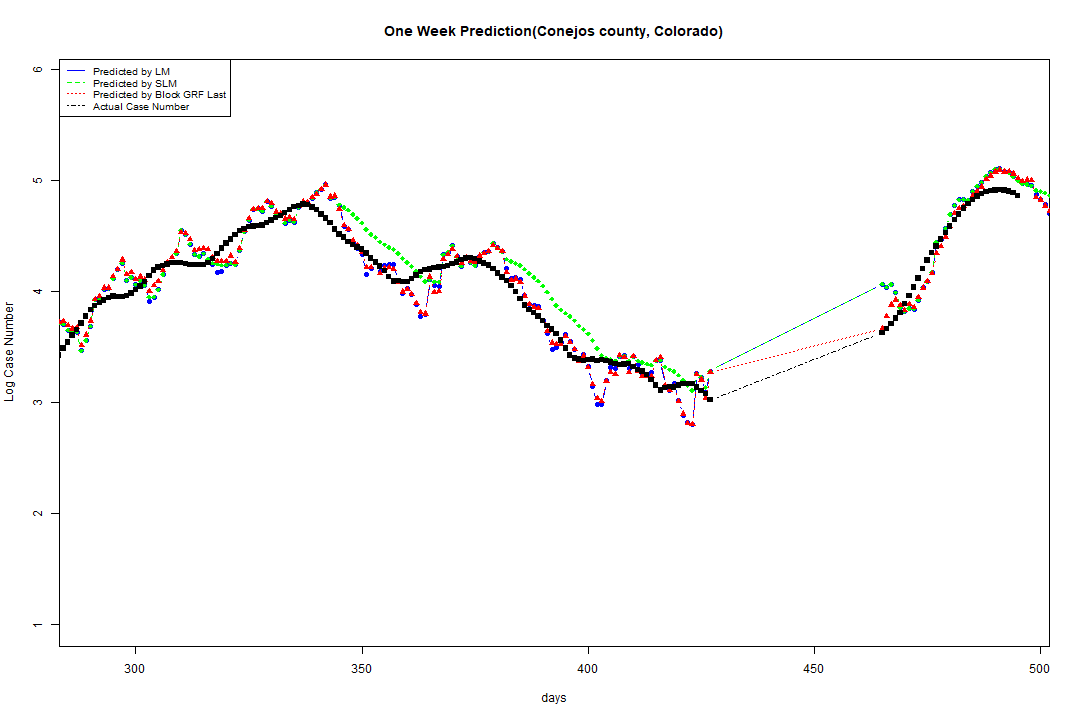 One Week Prediction(Conejos county, Colorado)
Predicted by LM
Predicted by SLM
Predicted by Block GRF Last
Actual Case Number
Log Case Number
6
5
4
3
2
1
300 350 400 450 500
days